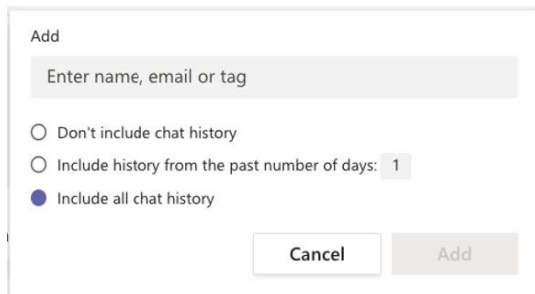 Add
Enter name, email or tag
Don't include chat history
Include history from the past number of days: 1
Include all chat history
Cancel Add